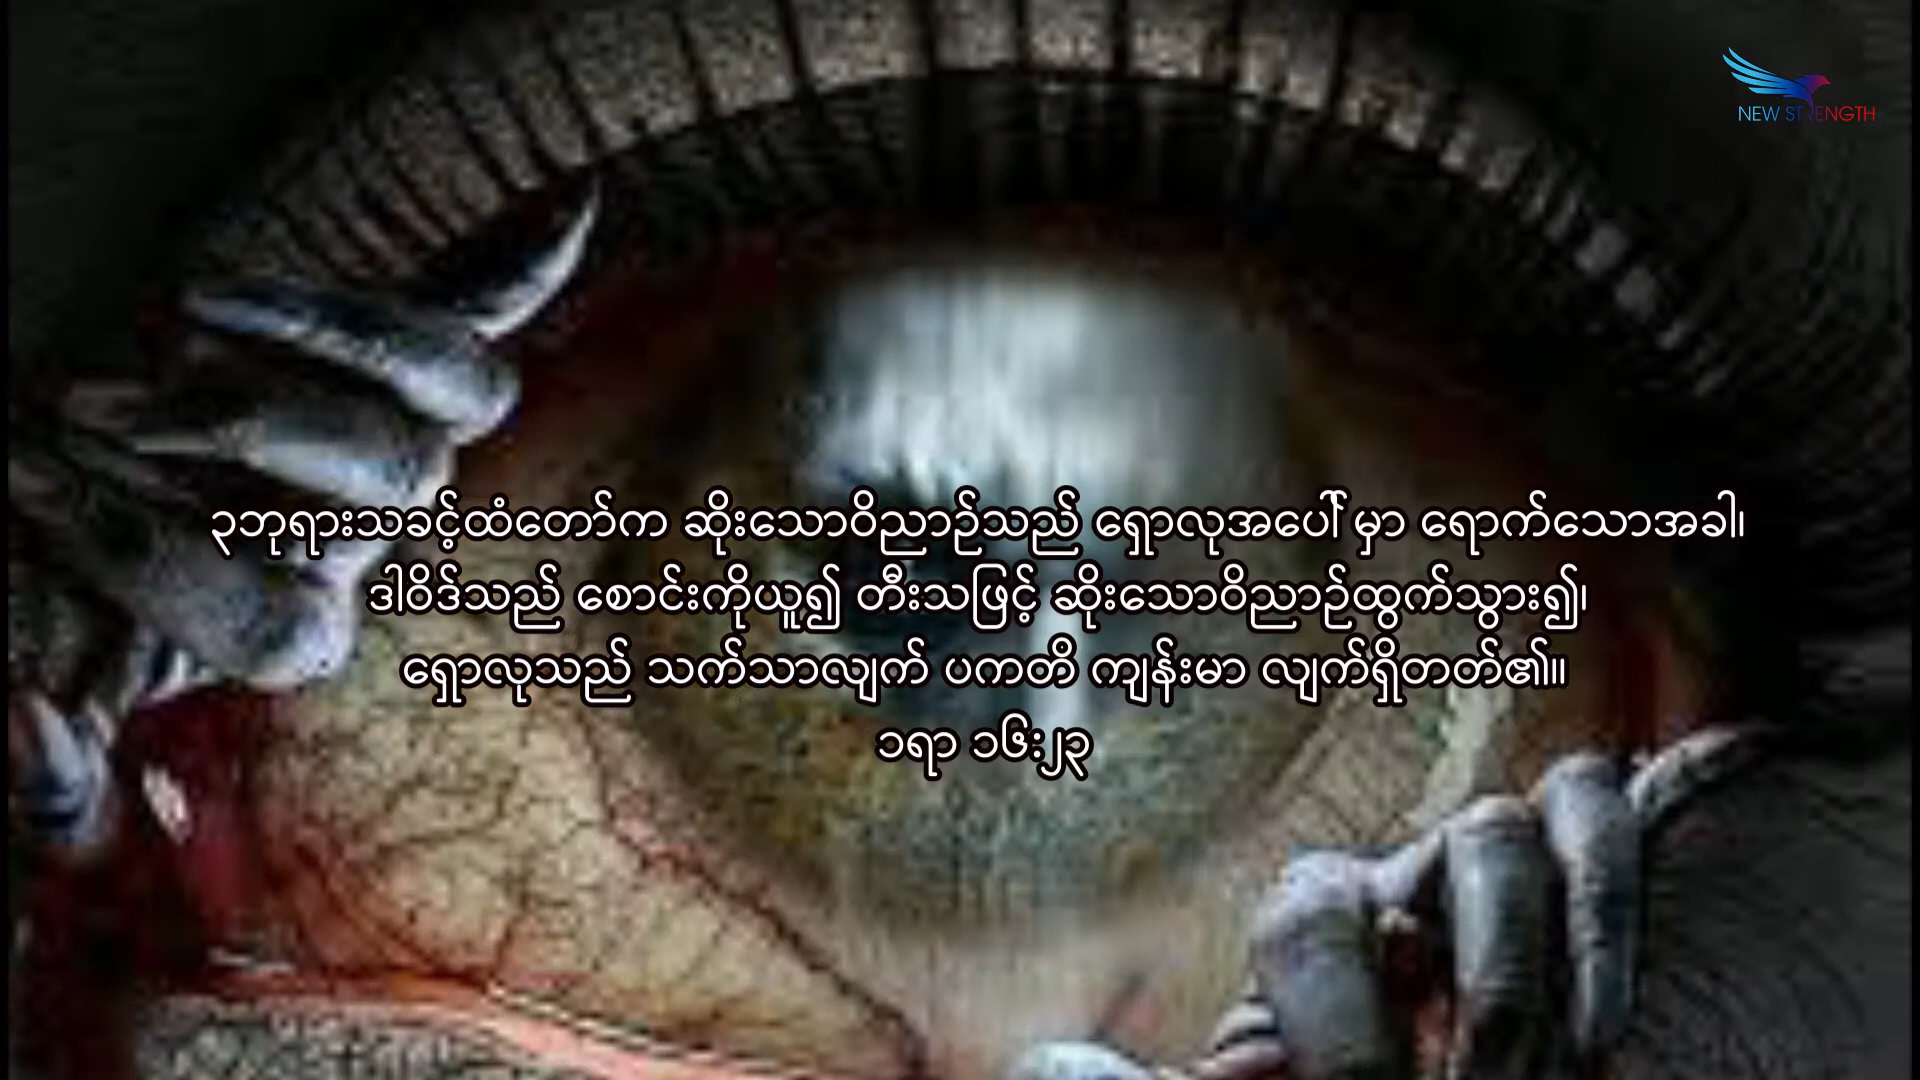 NEW STRENGTH
၃ဘုရားသခင့်ထံတော်က ဆိုးသောဝိညာဉ်သည် ရှောလုအပေါ် မှာ ရောက်သောအခါ၊
ဒါဝိဒ်သည် စောင်းကိုယူ၍ တီးသဖြင့် ဆိုးသောဝိညာဉ်ထွက်သွား၍၊
ရှောလုသည် သက်သာလျက် ပကတိ ကျန်းမာ လျက်ရှိတတ်၏။
၁ရာ ၁၆း၂၃